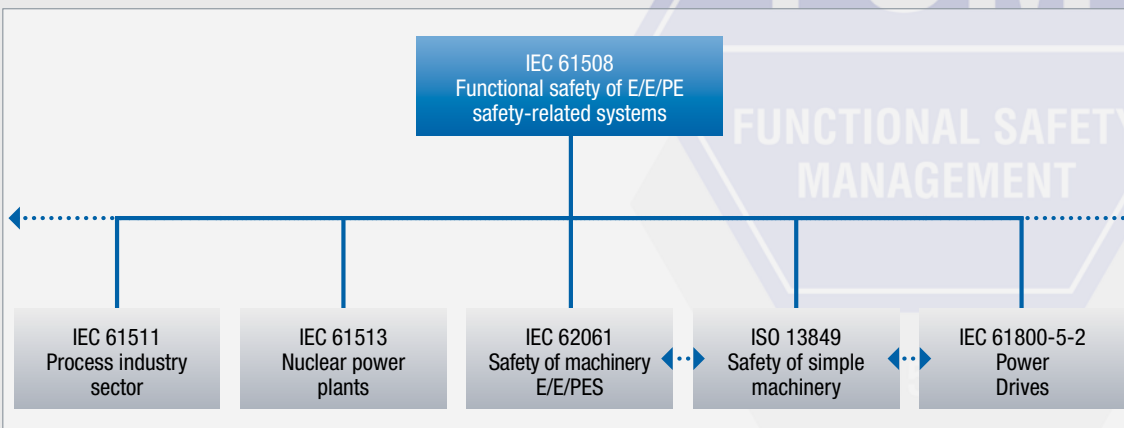 IEC 61508
Functional safety of E/E/PE
safety-related systems
FUNCTIONAL SAFETY
MANAGEMENT
IEC 61511
Process industry
sector
IEC 61513
Nuclear power
plants
IEC 62061
Safety of machinery
E/E/PES
ISO 13849
Safety of simple
machinery
IEC 61800-5-2
Power
Drives